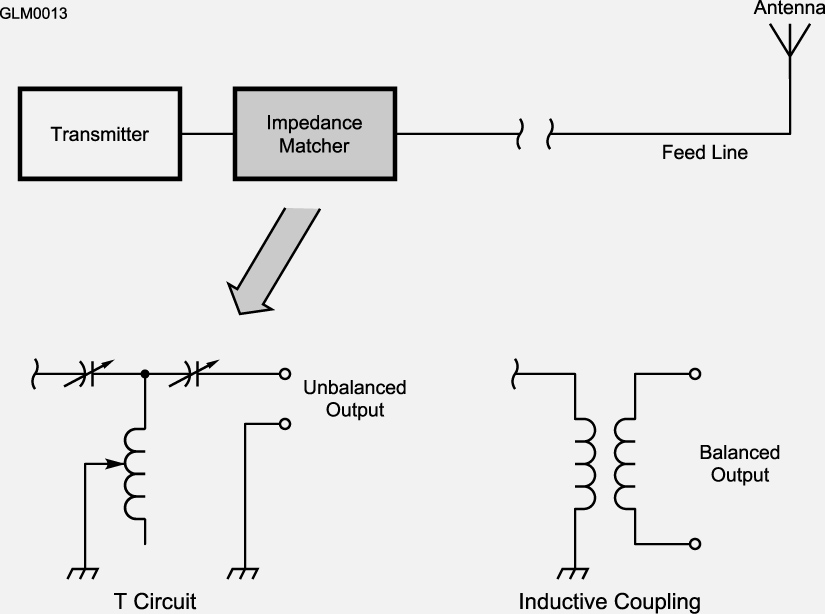 GLM0013
Antenna
Transmitter
Impedance
Matcher
Feed Line
Unbalanced
Output
Balanced
Output
T Circuit
Inductive Coupling